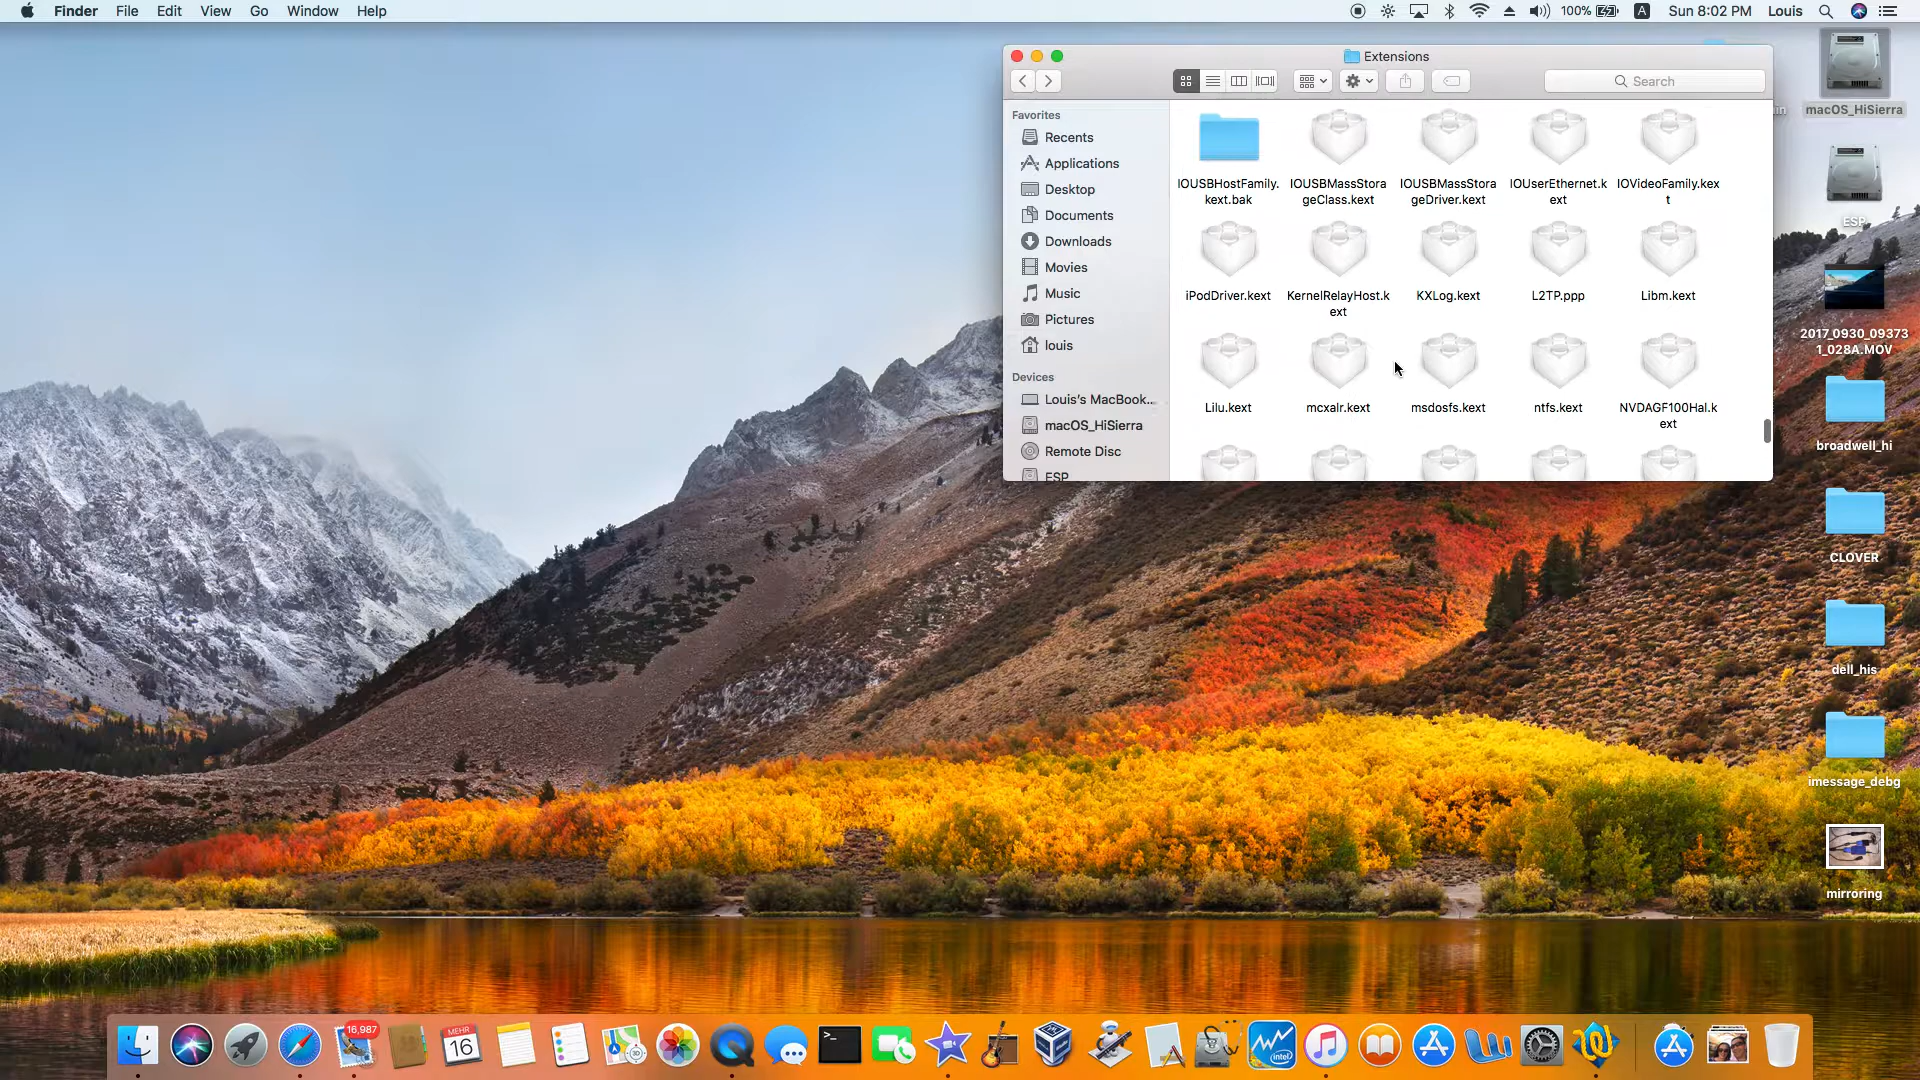 Finder File Edit View Go Window Help
100% A Sun 8:02 PM Louis
Extensions
Search
Favorites
Recents
Applications
Desktop
Documents
Downloads
Movies
Music
Pictures
louis
Devices
Louis's MacBook...
macOS_HiSierra
Remote Disc
ESP
IOUSBHostFamily.
kext.bak
IOUSBMassStora
geClass.kext
IOUSBMassStora
geDriver.kext
IOUserEthernet.k
ext
IOVideoFamily.kex
t
iPodDriver.kext
KernelRelayHost.k
ext
KXLog.kext
L2TP.ppp
Libm.kext
Lilu.kext
mcxalr.kext
msdosfs.kext
ntfs.kext
NVDAGF100Hal.k
ext
in
macOS_HiSierra
ESP
2017_0930_09373
1_028A.MOV
broadwell_hi
CLOVER
dell_his
imessage_debg
mirroring
16,987
MEHR
16
>_
intel